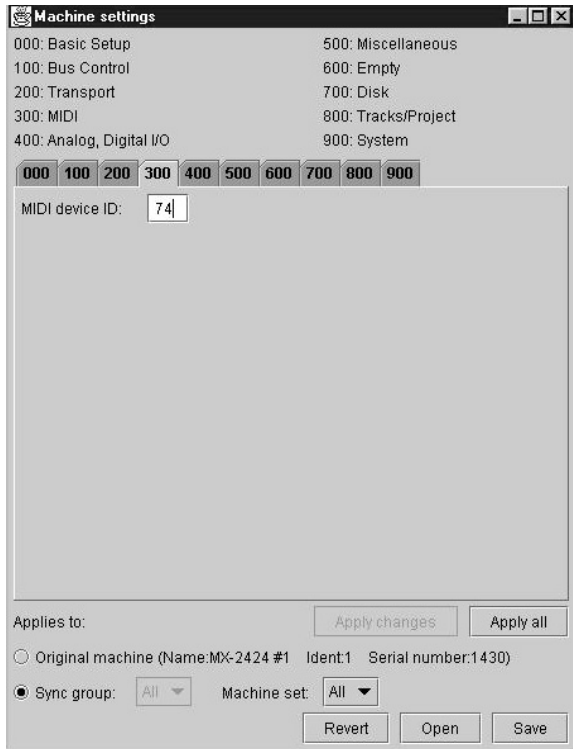 Machine settings
000: Basic Setup 500: Miscellaneous
100: Bus Control 600: Empty
200: Transport 700: Disk
300: MIDI 800: Tracks/Project
400: Analog, Digital I/O 900: System
000 100 200 300 400 500 600 700 800 900
MIDI device ID: 74
Applies to: Apply changes Apply all
Original machine (Name:MX-2424 #1 Ident:1 Serial number:1430)
Sync group: All Machine set: All
Revert Open Save